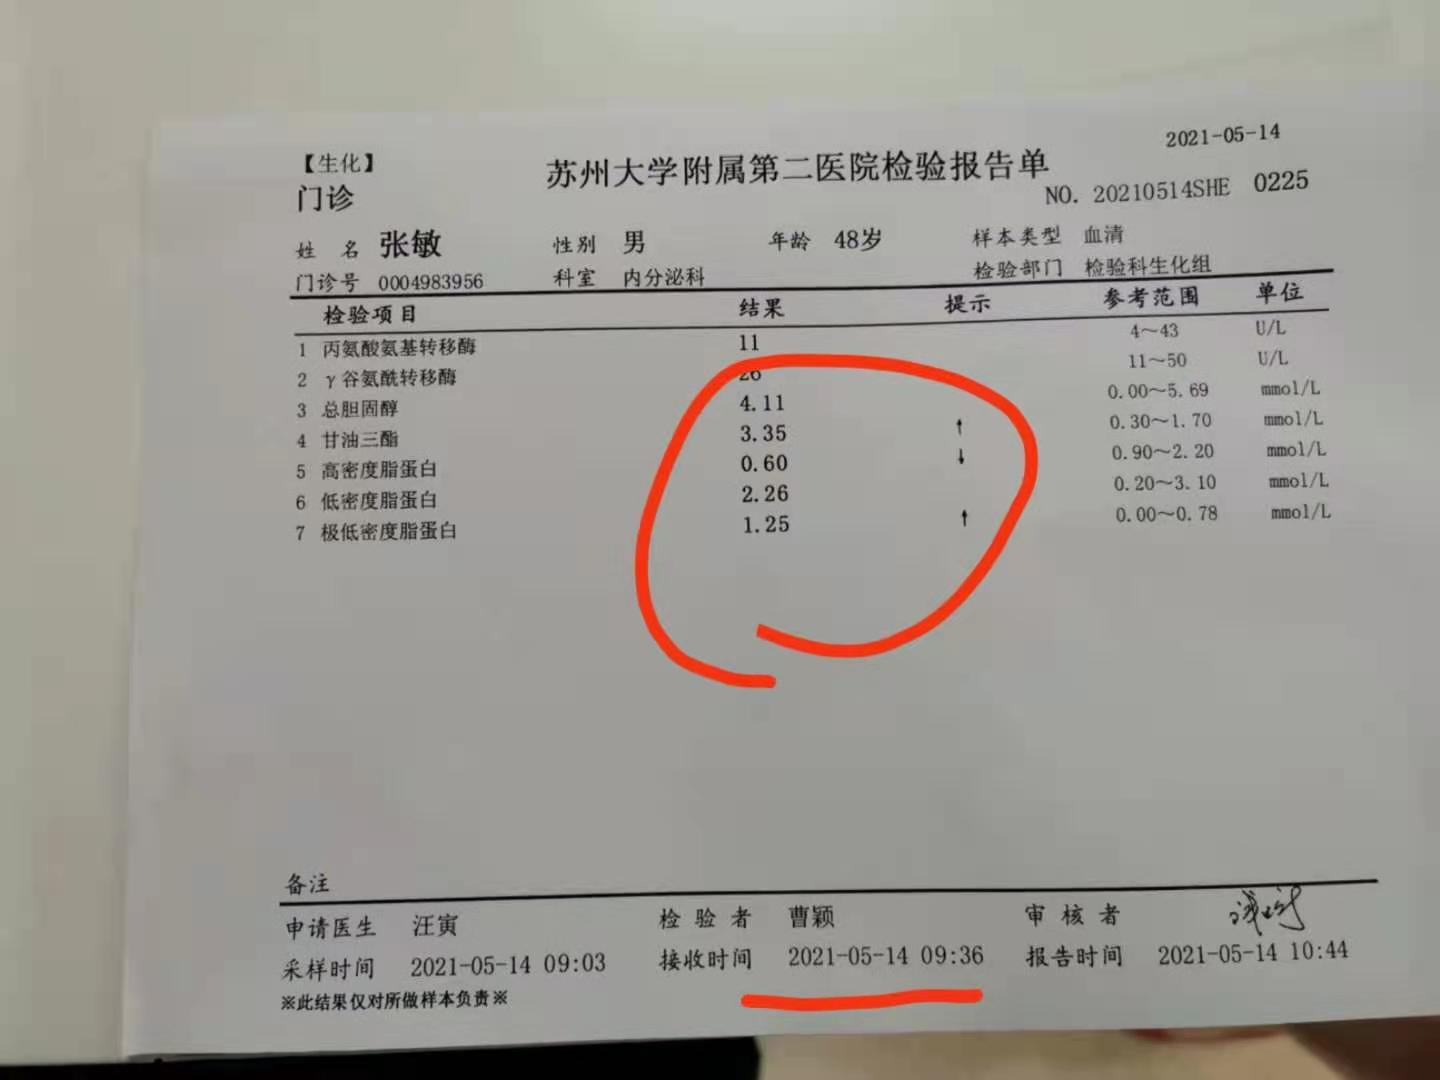 2021-05-14
【生化】
苏州大学附属第二医院检验报告单
门诊
NO. 20210514SHE 0225
姓 名 张敏 性别 男 年龄 48岁 样本类型 血清
门诊号 0004983956 科室 内分泌科 检验部门 检验科生化组
检验项目 结果 提示 参考范围 单位
1 丙氨酸氨基转移酶 11 4～43 U/L
2 γ谷氨酰转移酶 26 11～50 U/L
3 总胆固醇 4.11 0.00～5.69 mmol/L
4 甘油三酯 3.35 ↑ 0.30～1.70 mmol/L
5 高密度脂蛋白 0.60 ↓ 0.90～2.20 mmol/L
6 低密度脂蛋白 2.26 0.20～3.10 mmol/L
7 极低密度脂蛋白 1.25 ↑ 0.00～0.78 mmol/L
备注
申请医生 汪寅 检 验 者 曹颖 审 核 者
采样时间 2021-05-14 09:03 接收时间 2021-05-14 09:36 报告时间 2021-05-14 10:44
※此结果仅对所做样本负责※